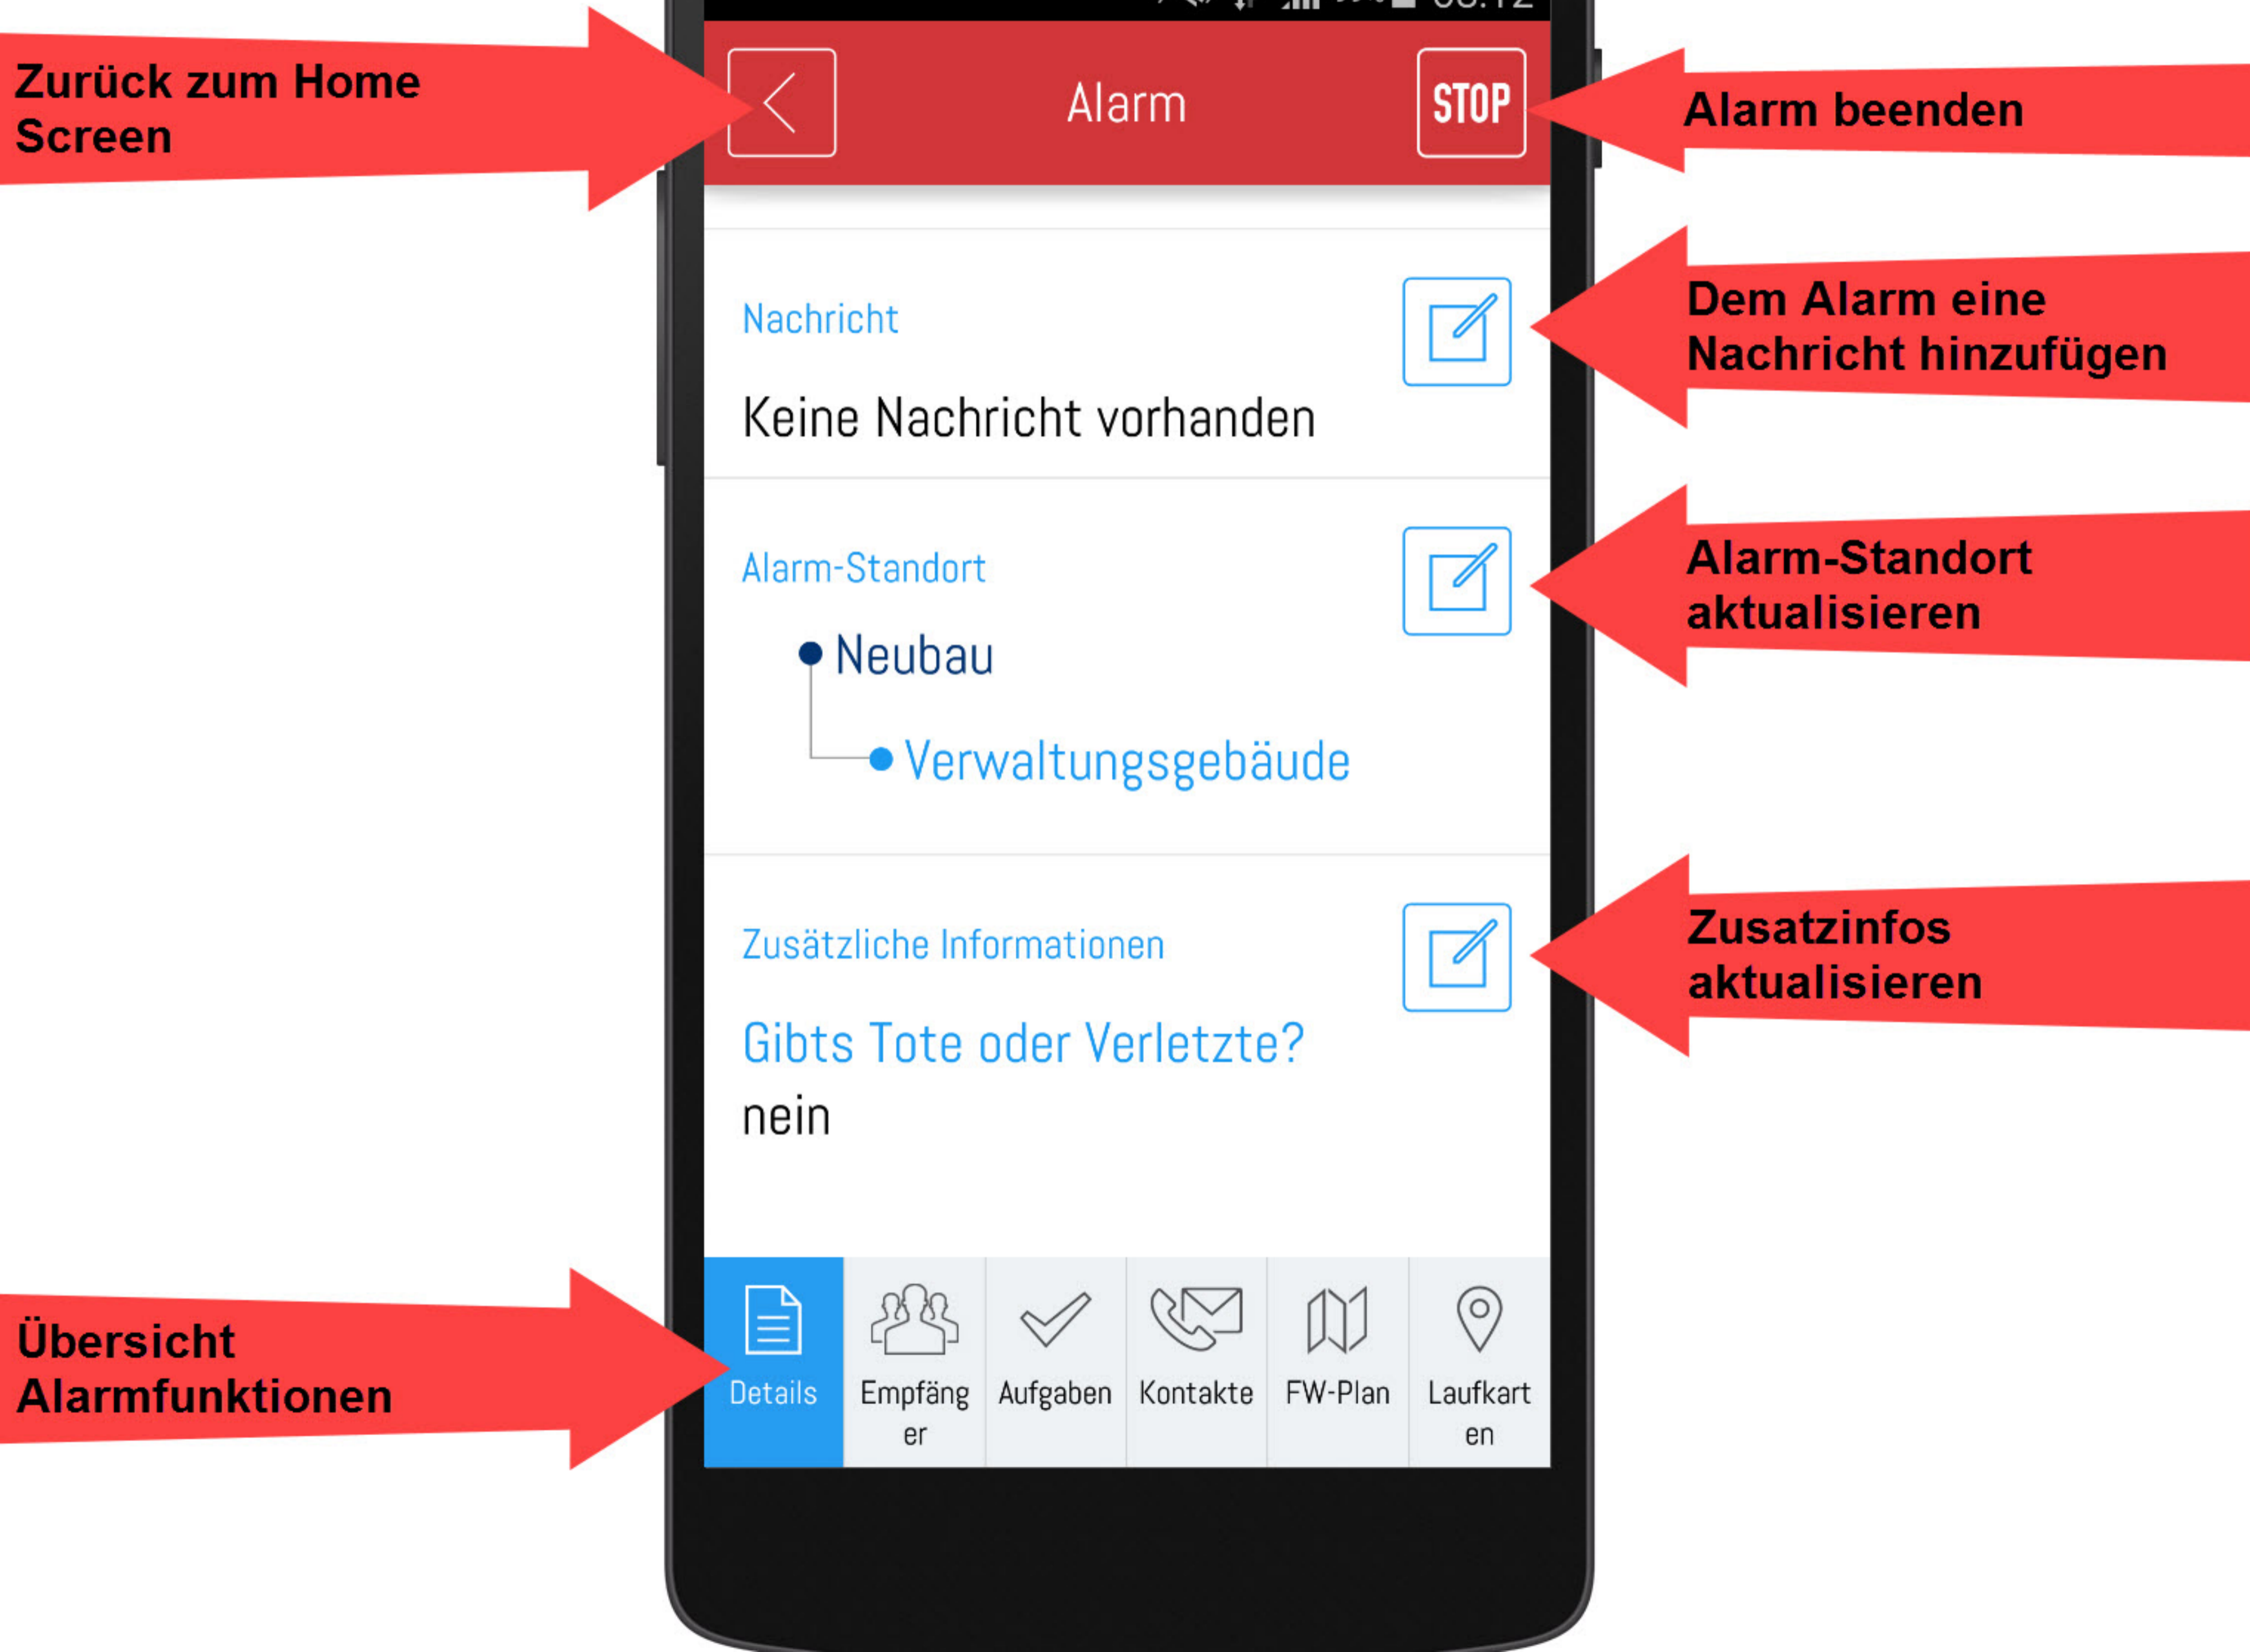 Zurück zum Home
Screen
Alarm
STOP
Alarm beenden
Nachricht
Keine Nachricht vorhanden
Dem Alarm eine
Nachricht hinzufügen
Alarm-Standort
Neubau
Verwaltungsgebäude
Alarm-Standort
aktualisieren
Zusätzliche Informationen
Gibts Tote oder Verletzte?
nein
Zusatzinfos
aktualisieren
Übersicht
Alarmfunktionen
Details
Empfäng
er
Aufgaben
Kontakte
FW-Plan
Laufkart
en